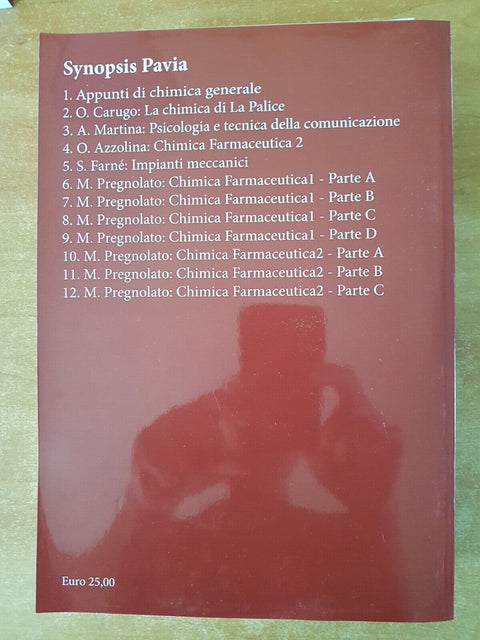 Synopsis Pavia
1. Appunti di chimica generale
2. O. Carugo: La chimica di La Palice
3. A. Martina: Psicologia e tecnica della comunicazione
4. O. Azzolina: Chimica Farmaceutica 2
5. S. Farné: Impianti meccanici
6. M. Pregnolato: Chimica Farmaceutica1 - Parte A
7. M. Pregnolato: Chimica Farmaceutica1 - Parte B
8. M. Pregnolato: Chimica Farmaceutica1 - Parte C
9. M. Pregnolato: Chimica Farmaceutica1 - Parte D
10. M. Pregnolato: Chimica Farmaceutica2 - Parte A
11. M. Pregnolato: Chimica Farmaceutica2 - Parte B
12. M. Pregnolato: Chimica Farmaceutica2 - Parte C
Euro 25,00